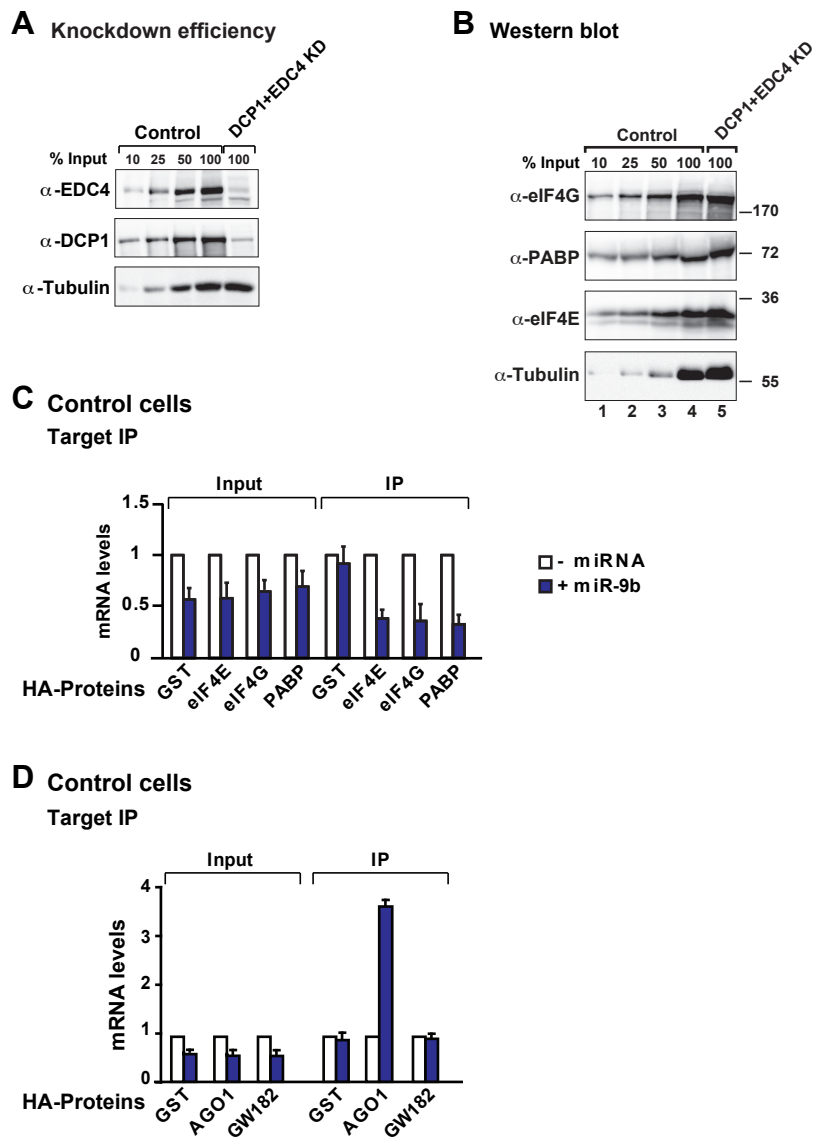 A Knockdown efficiency
DCP1+EDC4 KD
Control
% Input 10 25 50 100 100
α-EDC4
α-DCP1
α-Tubulin
B Western blot
DCP1+EDC4 KD
Control
% Input 10 25 50 100 100
α-eIF4G
170
α-PABP
72
36
α-eIF4E
α-Tubulin
55
1 2 3 4 5
C Control cells
Target IP
Input IP
1.5
1
0.5
0
mRNA levels
- miRNA
+ miR-9b
HA-Proteins GST eIF4E eIF4G PABP GST eIF4E eIF4G PABP
D Control cells
Target IP
Input IP
4
3
2
1
0
mRNA levels
HA-Proteins GST AGO1 GW182 GST AGO1 GW182